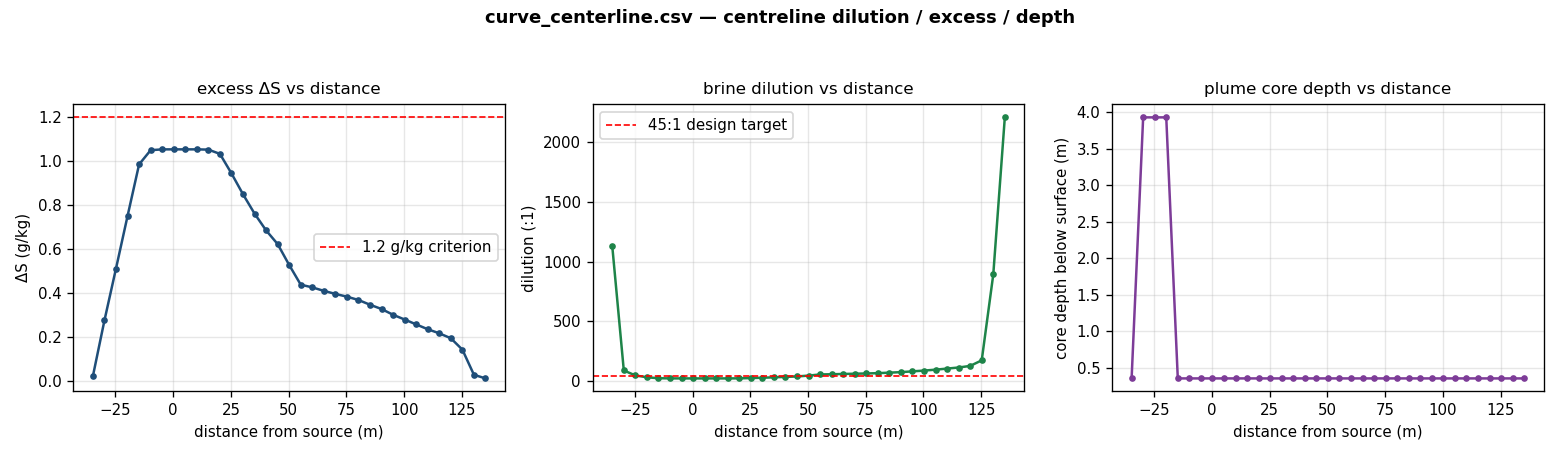 curve_centerline.csv — centreline dilution / excess / depth
excess ΔS vs distance
ΔS (g/kg)
1.2
1.0
0.8
0.6
0.4
0.2
0.0
1.2 g/kg criterion
−25 0 25 50 75 100 125
distance from source (m)
brine dilution vs distance
dilution (:1)
2000
1500
1000
500
0
45:1 design target
−25 0 25 50 75 100 125
distance from source (m)
plume core depth vs distance
core depth below surface (m)
4.0
3.5
3.0
2.5
2.0
1.5
1.0
0.5
−25 0 25 50 75 100 125
distance from source (m)